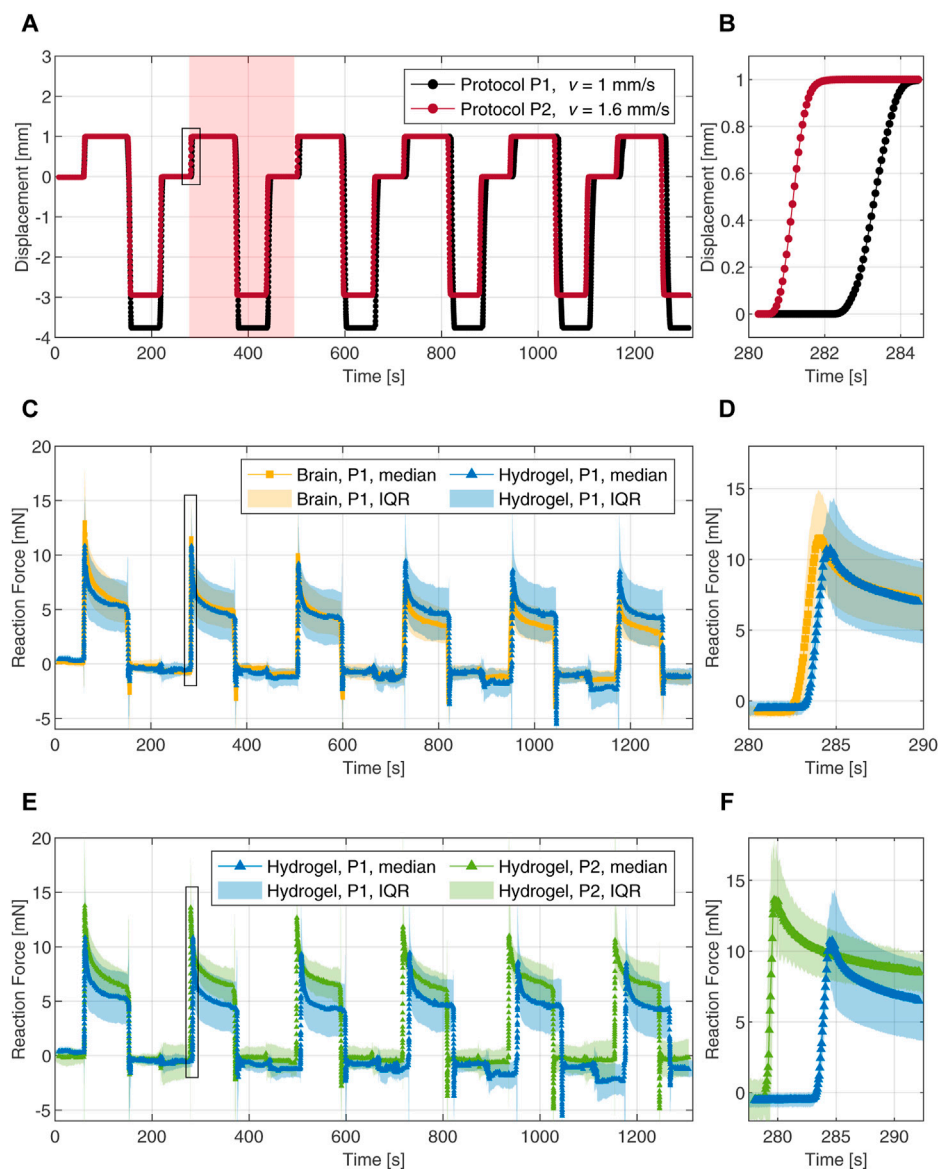 A
B
3
2
1
0
-1
-2
-3
-4
Displacement [mm]
Protocol P1, v = 1 mm/s
Protocol P2, v = 1.6 mm/s
0
200
400
600
800
1000
1200
Time [s]
1
0.8
0.6
0.4
0.2
0
Displacement [mm]
280
282
284
Time [s]
C
D
20
15
10
5
0
-5
Reaction Force [mN]
Brain, P1, median
Brain, P1, IQR
Hydrogel, P1, median
Hydrogel, P1, IQR
0
200
400
600
800
1000
1200
Time [s]
15
10
5
0
Reaction Force [mN]
280
285
290
Time [s]
E
F
20
15
10
5
0
-5
Reaction Force [mN]
Hydrogel, P1, median
Hydrogel, P1, IQR
Hydrogel, P2, median
Hydrogel, P2, IQR
0
200
400
600
800
1000
1200
Time [s]
15
10
5
0
Reaction Force [mN]
280
285
290
Time [s]